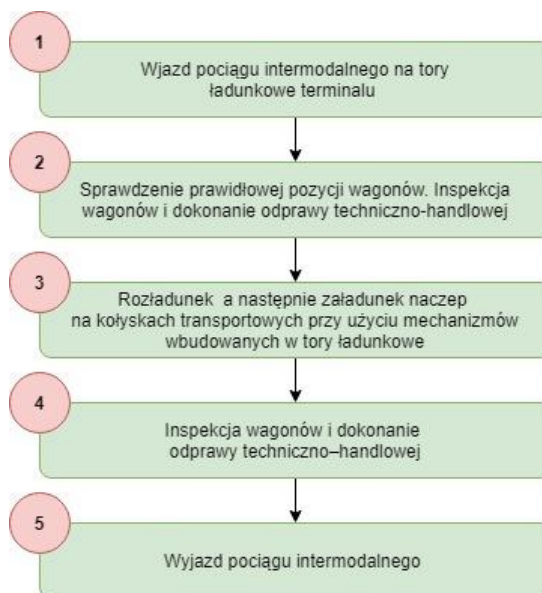 1
Wjazd pociągu intermodalnego na tory
ładunkowe terminalu
2
Sprawdzenie prawidłowej pozycji wagonów. Inspekcja
wagonów i dokonanie odprawy techniczno-handlowej
3
Rozładunek a następnie załadunek naczep
na kołyskach transportowych przy użyciu mechanizmów
wbudowanych w tory ładunkowe
4
Inspekcja wagonów i dokonanie
odprawy techniczno–handlowej
5
Wyjazd pociągu intermodalnego